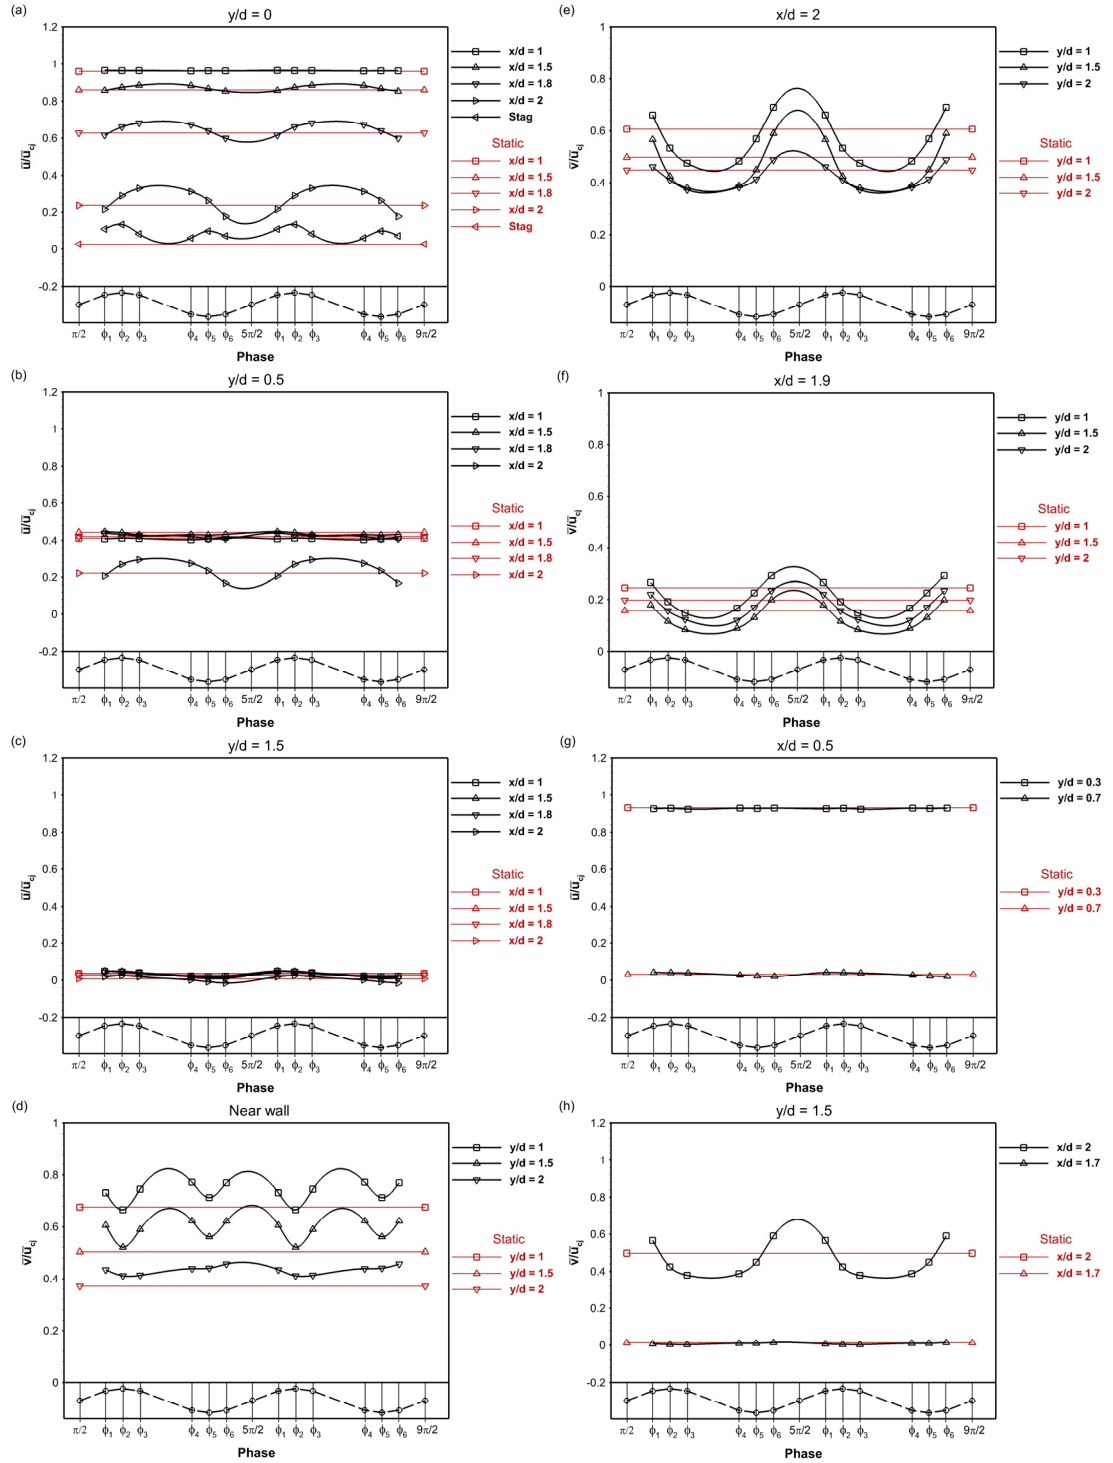 (a)
y/d = 0
1.2
1
0.8
0.6
0.4
0.2
0
-0.2
u̅/u̅cj
x/d = 1
x/d = 1.5
x/d = 1.8
x/d = 2
Stag
Static
x/d = 1
x/d = 1.5
x/d = 1.8
x/d = 2
Stag
π/2 ϕ1 ϕ2 ϕ3 ϕ4 ϕ5 ϕ6 5π/2 ϕ1 ϕ2 ϕ3 ϕ4 ϕ5 ϕ6 9π/2
Phase
(b)
y/d = 0.5
1.2
1
0.8
0.6
0.4
0.2
0
-0.2
u̅/u̅cj
x/d = 1
x/d = 1.5
x/d = 1.8
x/d = 2
Static
x/d = 1
x/d = 1.5
x/d = 1.8
x/d = 2
π/2 ϕ1 ϕ2 ϕ3 ϕ4 ϕ5 ϕ6 5π/2 ϕ1 ϕ2 ϕ3 ϕ4 ϕ5 ϕ6 9π/2
Phase
(c)
y/d = 1.5
1.2
1
0.8
0.6
0.4
0.2
0
-0.2
u̅/u̅cj
x/d = 1
x/d = 1.5
x/d = 1.8
x/d = 2
Static
x/d = 1
x/d = 1.5
x/d = 1.8
x/d = 2
π/2 ϕ1 ϕ2 ϕ3 ϕ4 ϕ5 ϕ6 5π/2 ϕ1 ϕ2 ϕ3 ϕ4 ϕ5 ϕ6 9π/2
Phase
(d)
Near wall
1
0.8
0.6
0.4
0.2
0
v̅/u̅cj
y/d = 1
y/d = 1.5
y/d = 2
Static
y/d = 1
y/d = 1.5
y/d = 2
π/2 ϕ1 ϕ2 ϕ3 ϕ4 ϕ5 ϕ6 5π/2 ϕ1 ϕ2 ϕ3 ϕ4 ϕ5 ϕ6 9π/2
Phase
(e)
x/d = 2
1
0.8
0.6
0.4
0.2
0
v̅/u̅cj
y/d = 1
y/d = 1.5
y/d = 2
Static
y/d = 1
y/d = 1.5
y/d = 2
π/2 ϕ1 ϕ2 ϕ3 ϕ4 ϕ5 ϕ6 5π/2 ϕ1 ϕ2 ϕ3 ϕ4 ϕ5 ϕ6 9π/2
Phase
(f)
x/d = 1.9
1
0.8
0.6
0.4
0.2
0
v̅/u̅cj
y/d = 1
y/d = 1.5
y/d = 2
Static
y/d = 1
y/d = 1.5
y/d = 2
π/2 ϕ1 ϕ2 ϕ3 ϕ4 ϕ5 ϕ6 5π/2 ϕ1 ϕ2 ϕ3 ϕ4 ϕ5 ϕ6 9π/2
Phase
(g)
x/d = 0.5
1.2
1
0.8
0.6
0.4
0.2
0
-0.2
u̅/u̅cj
y/d = 0.3
y/d = 0.7
Static
y/d = 0.3
y/d = 0.7
π/2 ϕ1 ϕ2 ϕ3 ϕ4 ϕ5 ϕ6 5π/2 ϕ1 ϕ2 ϕ3 ϕ4 ϕ5 ϕ6 9π/2
Phase
(h)
y/d = 1.5
1.2
1
0.8
0.6
0.4
0.2
0
-0.2
v̅/u̅cj
x/d = 2
x/d = 1.7
Static
x/d = 2
x/d = 1.7
π/2 ϕ1 ϕ2 ϕ3 ϕ4 ϕ5 ϕ6 5π/2 ϕ1 ϕ2 ϕ3 ϕ4 ϕ5 ϕ6 9π/2
Phase